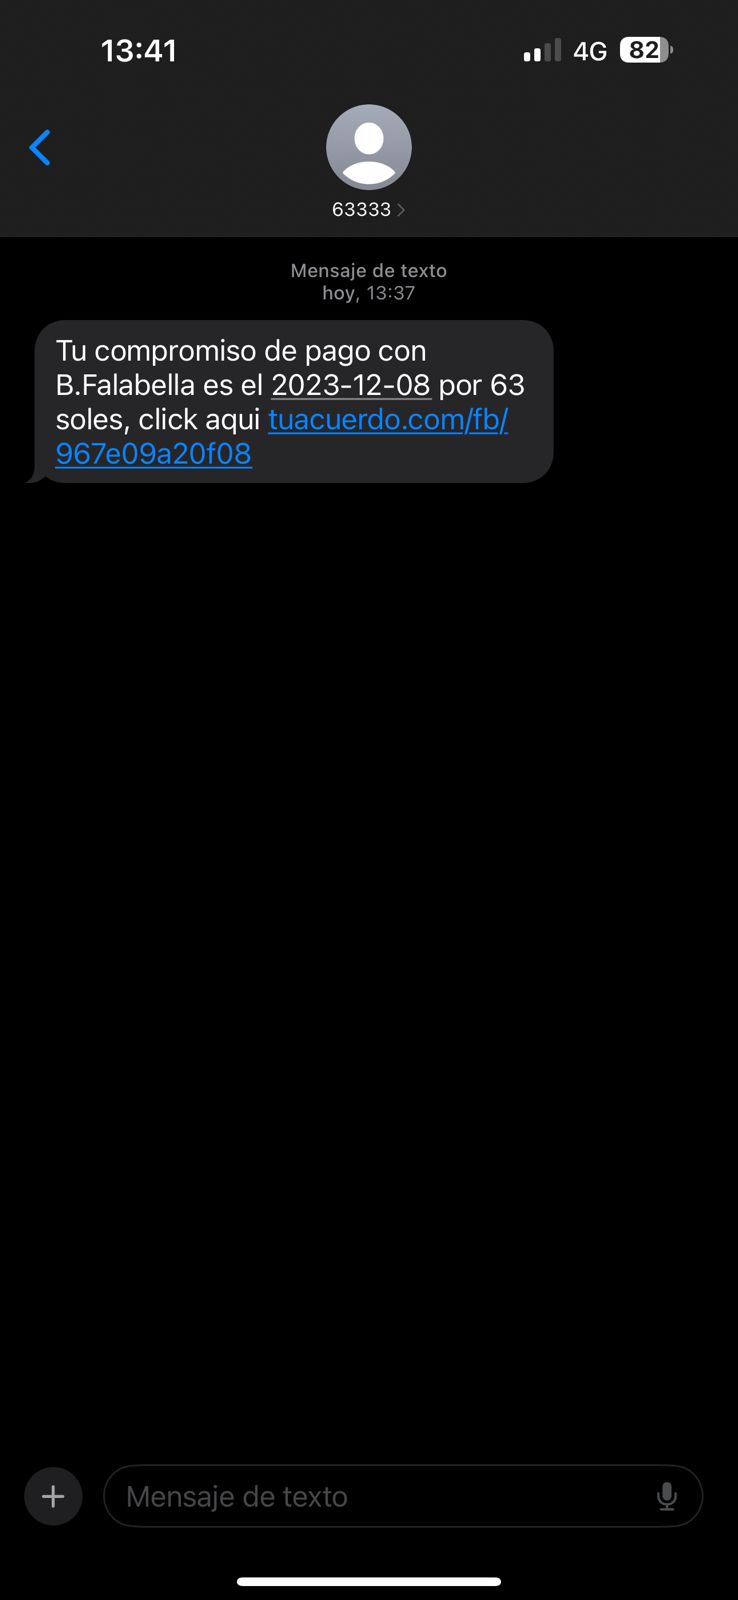 13:41
4G 82
63333
Mensaje de texto
hoy, 13:37
Tu compromiso de pago con
B.Falabella es el 2023-12-08 por 63
soles, click aqui tuacuerdo.com/fb/
967e09a20f08
Mensaje de texto